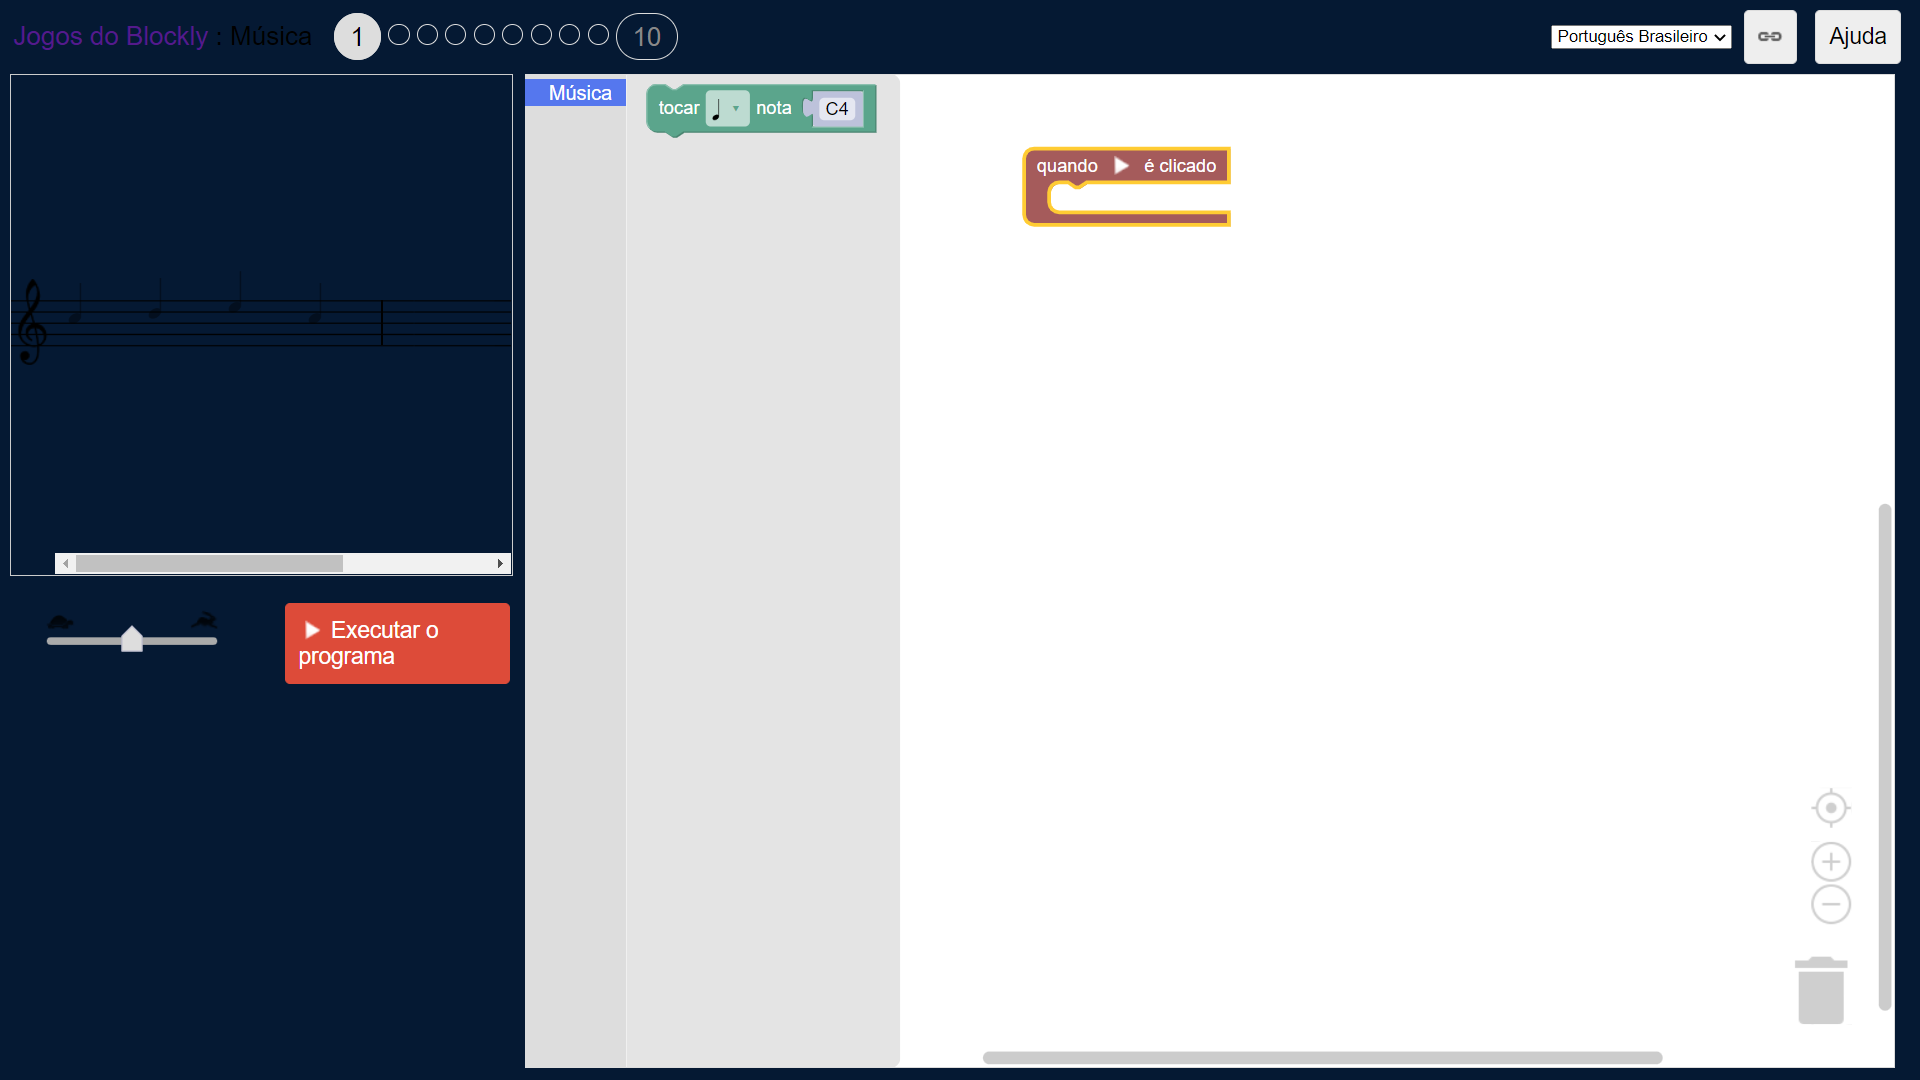 Jogos do Blockly : Música
1
10
Português Brasileiro
Ajuda
Música
tocar nota C4
quando é clicado
Executar o
programa